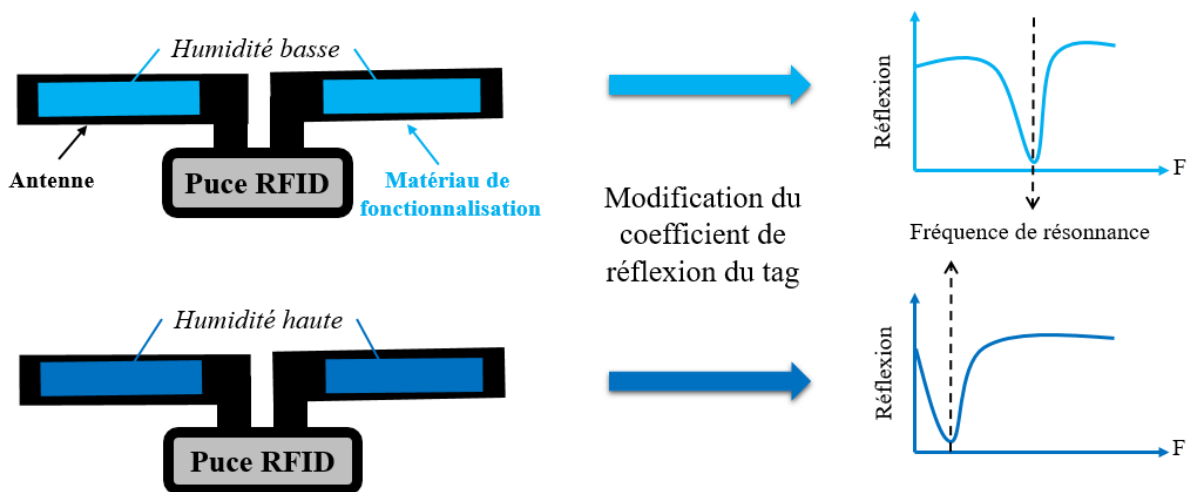 Humidité basse
Antenne
Puce RFID
Matériau de
fonctionnalisation
Modification du
coefficient de
réflexion du tag
Réflexion
F
Fréquence de résonnance
Humidité haute
Puce RFID
Réflexion
F